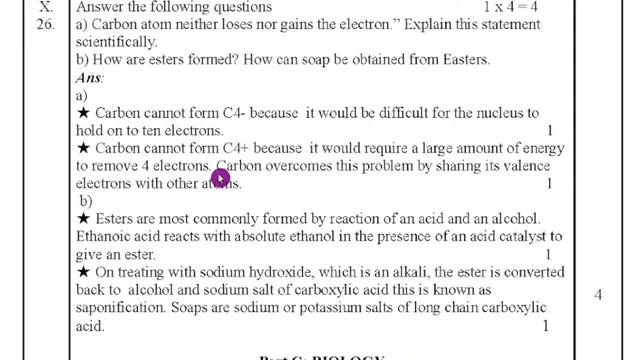 X. Answer the following questions 1 x 4 = 4
26. a) Carbon atom neither loses nor gains the electron.” Explain this statement
scientifically.
b) How are esters formed? How can soap be obtained from Easters.
Ans:
a)
★ Carbon cannot form C4- because it would be difficult for the nucleus to
hold on to ten electrons. 1
★ Carbon cannot form C4+ because it would require a large amount of energy
to remove 4 electrons. Carbon overcomes this problem by sharing its valence
electrons with other atoms. 1
b)
★ Esters are most commonly formed by reaction of an acid and an alcohol.
Ethanoic acid reacts with absolute ethanol in the presence of an acid catalyst to
give an ester. 1
★ On treating with sodium hydroxide, which is an alkali, the ester is converted
back to alcohol and sodium salt of carboxylic acid this is known as
saponification. Soaps are sodium or potassium salts of long chain carboxylic
acid. 1
4
Part C: BIOLOGY